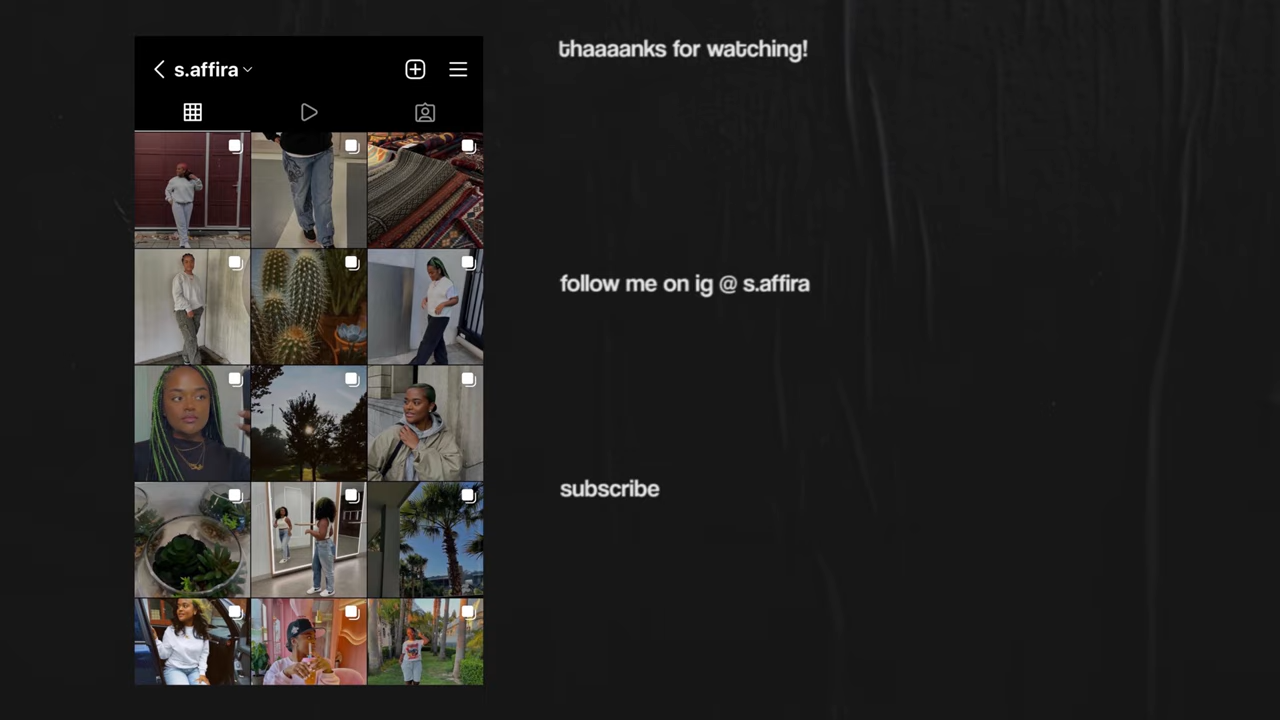 s.affira
thaaaanks for watching!
follow me on ig @ s.affira
subscribe